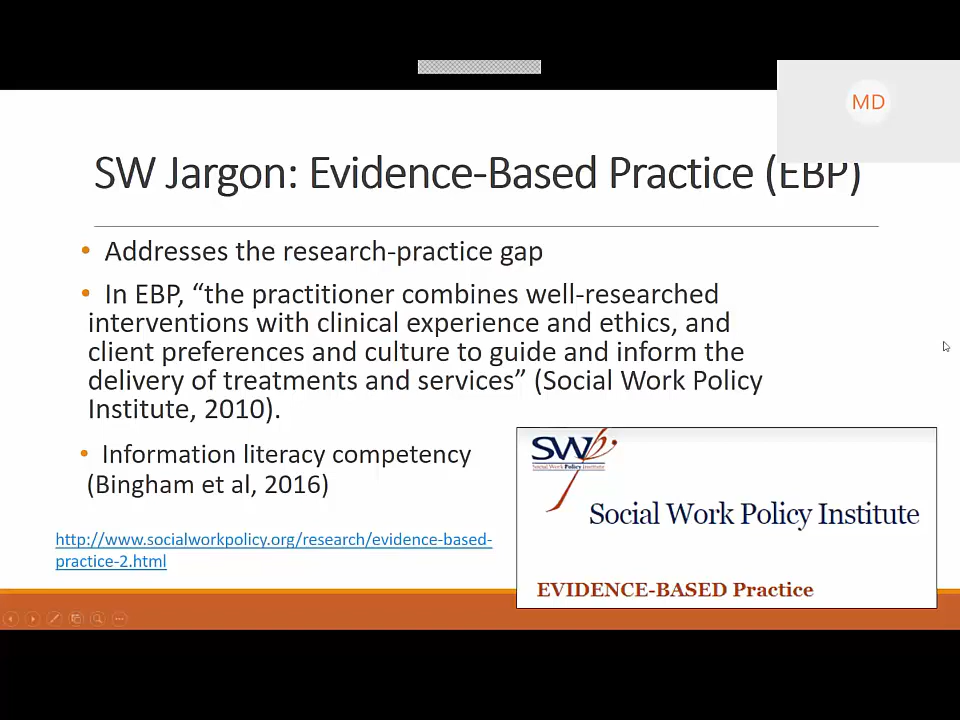 MD
SW Jargon: Evidence-Based Practice (EBP)
• Addresses the research-practice gap
• In EBP, “the practitioner combines well-researched
interventions with clinical experience and ethics, and
client preferences and culture to guide and inform the
delivery of treatments and services” (Social Work Policy
Institute, 2010).
• Information literacy competency
(Bingham et al, 2016)
http://www.socialworkpolicy.org/research/evidence-based-
practice-2.html
SW
Social Work Policy Institute
Social Work Policy Institute
EVIDENCE-BASED Practice